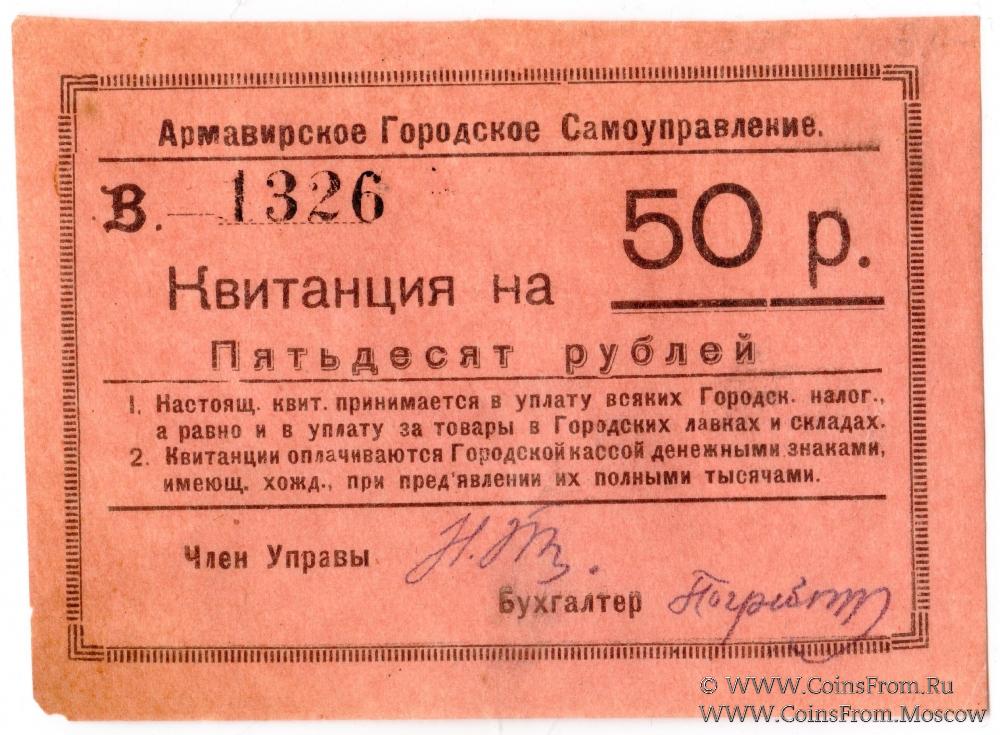 Армавирское Городское Самоуправление.
В. 1326
50 р.
Квитанция на
Пятьдесят рублей
1. Настоящ. квит. принимается в уплату всяких Городск. налог.,
а равно и в уплату за товары в Городских лавках и складах.
2. Квитанции оплачиваются Городской кассой денежными знаками,
имеющ. хожд., при пред'явлении их полными тысячами.
Член Управы
Бухгалтер
© WWW.CoinsFrom.Ru
WWW.CoinsFrom.Moscow